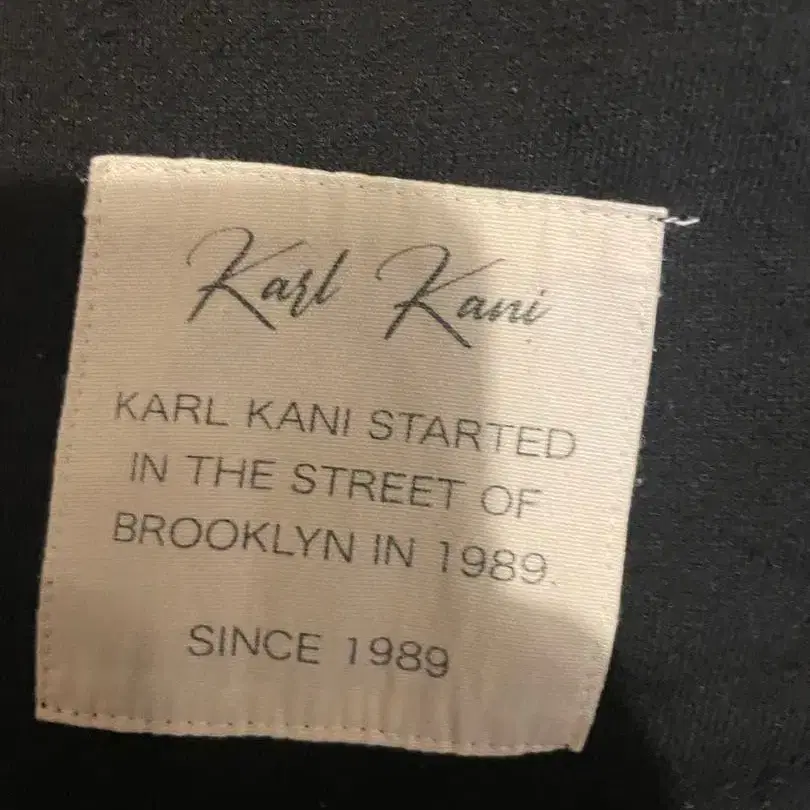 Karl Kani
KARL KANI STARTED
IN THE STREET OF
BROOKLYN IN 1989.
SINCE 1989